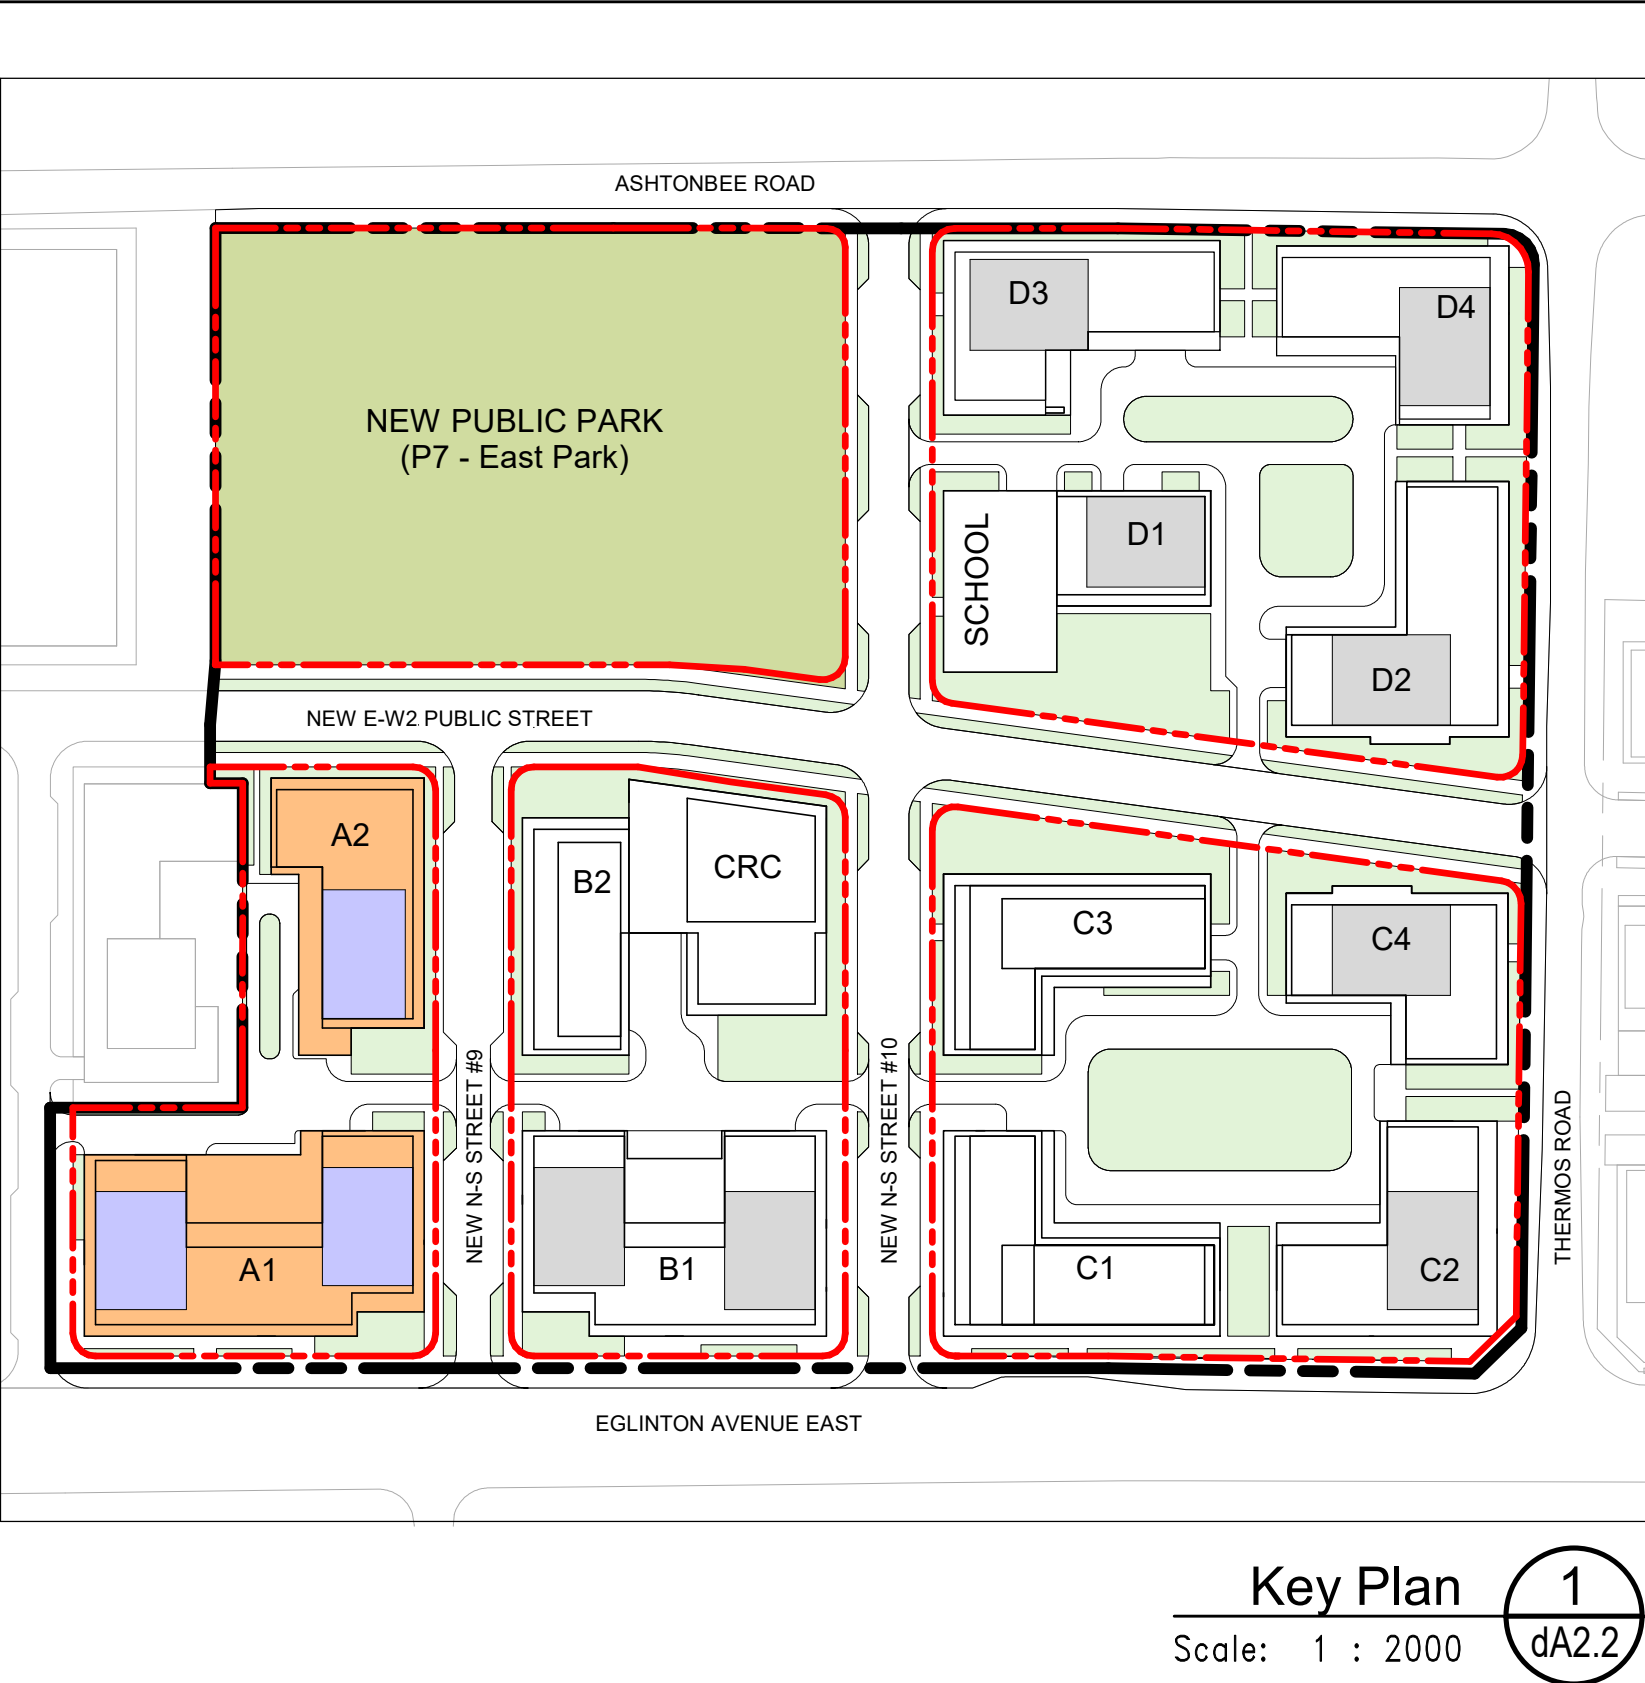 ASHTONBEE ROAD
D3
D4
NEW PUBLIC PARK
(P7 - East Park)
SCHOOL
D1
D2
NEW E-W2 PUBLIC STREET
A2
B2
CRC
C3
C4
NEW N-S STREET #9
NEW N-S STREET #10
THERMOS ROAD
A1
B1
C1
C2
EGLINTON AVENUE EAST
Key Plan
1
Scale: 1 : 2000
dA2.2